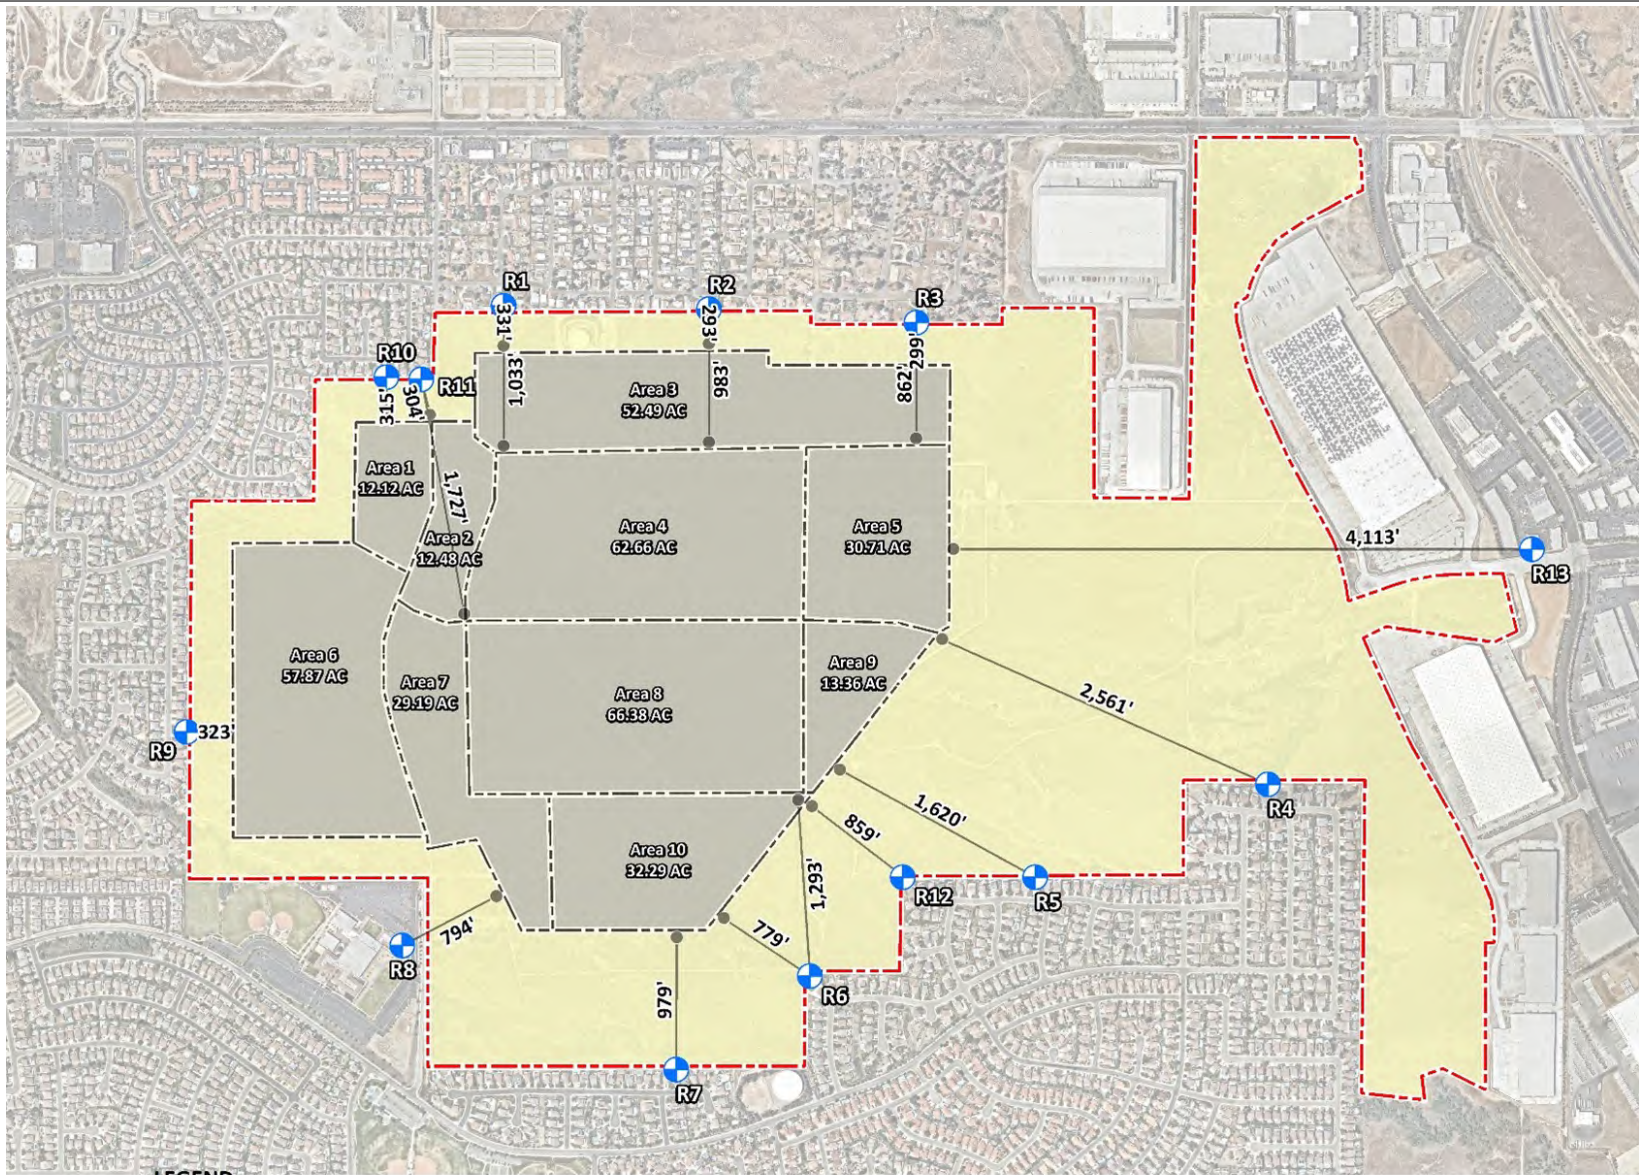 R1
331'
1,033'
R2
293'
983'
R3
299'
862'
R10
315'
R11
304'
1,727'
Area 3
52.49 AC
Area 1
12.12 AC
Area 2
12.48 AC
Area 4
62.66 AC
Area 5
30.71 AC
4,113'
R13
Area 6
57.87 AC
Area 7
29.19 AC
Area 8
66.38 AC
Area 9
13.36 AC
2,561'
R4
R9
323'
1,620'
R5
859'
R12
Area 10
32.29 AC
1,293'
779'
R6
794'
R8
979'
R7
LEGEND